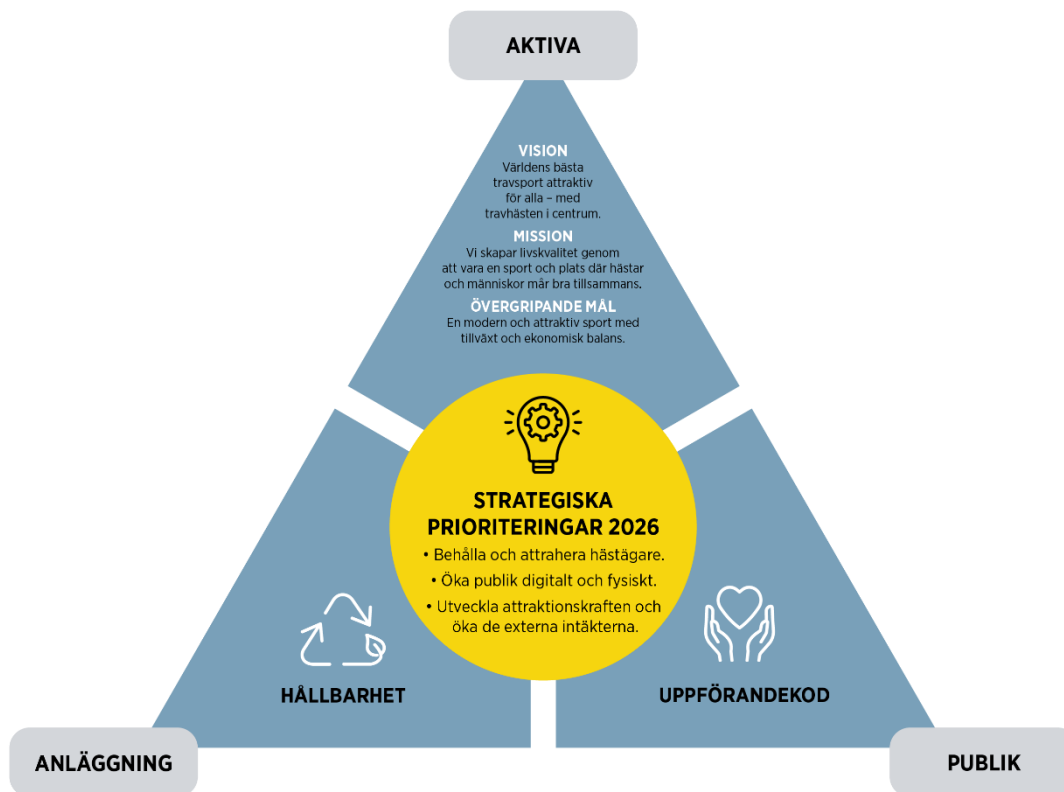 AKTIVA
VISION
Världens bästa
travsport attraktiv
för alla – med
travhästen i centrum.
MISSION
Vi skapar livskvalitet genom
att vara en sport och plats där hästar
och människor mår bra tillsammans.
ÖVERGRIPANDE MÅL
En modern och attraktiv sport med
tillväxt och ekonomisk balans.
STRATEGISKA
PRIORITERINGAR 2026
• Behålla och attrahera hästägare.
• Öka publik digitalt och fysiskt.
• Utveckla attraktionskraften och
öka de externa intäkterna.
HÅLLBARHET
UPPFÖRANDEKOD
ANLÄGGNING
PUBLIK